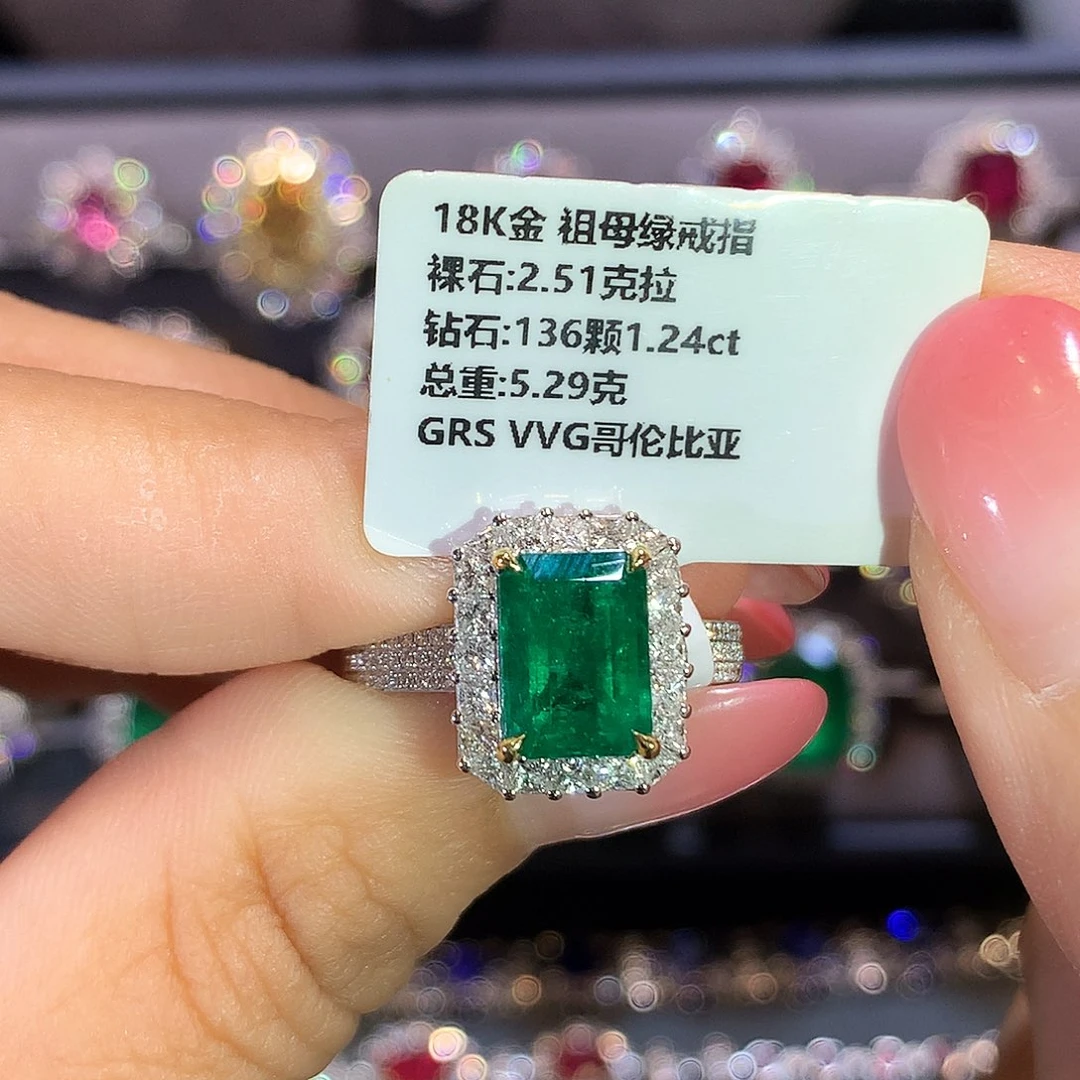 18K金 祖母绿戒指
裸石:2.51克拉
钻石:136颗1.24ct
总重:5.29克
GRS VVG哥伦比亚